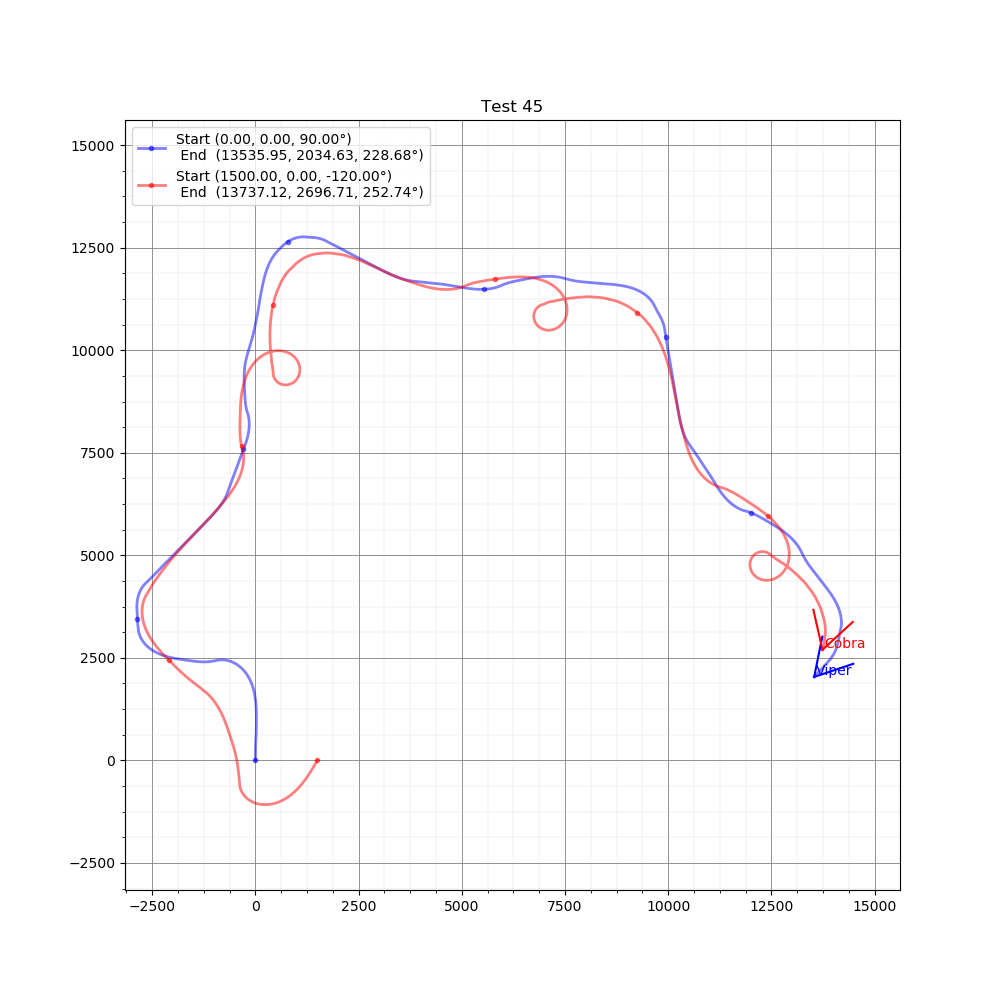 Test 45
Start (0.00, 0.00, 90.00°)
End (13535.95, 2034.63, 228.68°)
Start (1500.00, 0.00, -120.00°)
End (13737.12, 2696.71, 252.74°)
15000
12500
10000
7500
5000
2500
0
−2500
Cobra
Viper
−2500 0 2500 5000 7500 10000 12500 15000